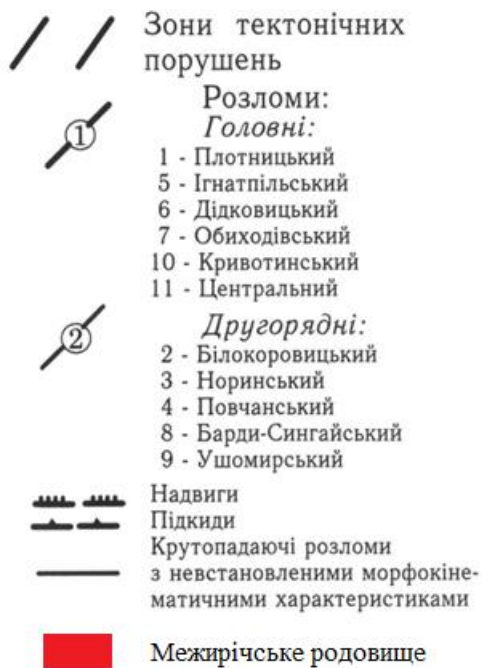 Зони тектонічних
порушень
Розломи:
1
Головні:
1 - Плотницький
5 - Ігнатпільський
6 - Дідковицький
7 - Обиходівський
10 - Кривотинський
11 - Центральний
2
Другорядні:
2 - Білокоровицький
3 - Норинський
4 - Повчанський
8 - Барди-Сингайський
9 - Ушомирський
Надвиги
Підкиди
Крутопадаючі розломи
з невстановленими морфокіне-
матичними характеристиками
Межирічське родовище